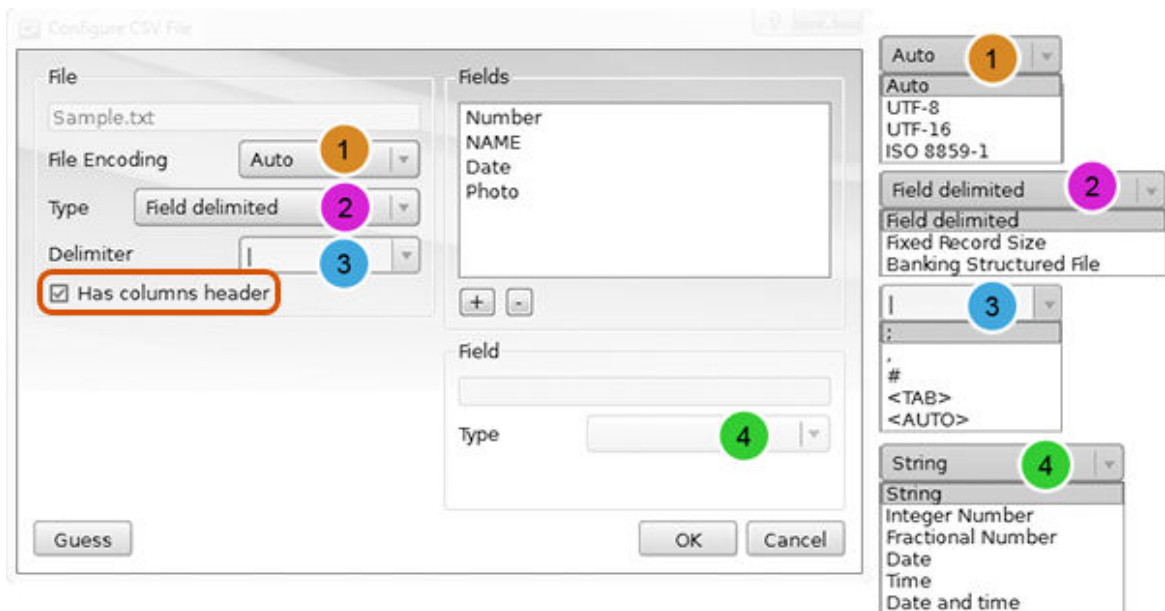 Configure CSV File
File
Sample.txt
File Encoding
Auto
1
Type
Field delimited
2
Delimiter
|
3
Has columns header
Guess
Fields
Number
NAME
Date
Photo
+
-
Field
Type
4
OK
Cancel
Auto
1
Auto
UTF-8
UTF-16
ISO 8859-1
Field delimited
2
Field delimited
Fixed Record Size
Banking Structured File
|
3
;
,
#
<TAB>
<AUTO>
String
4
String
Integer Number
Fractional Number
Date
Time
Date and time